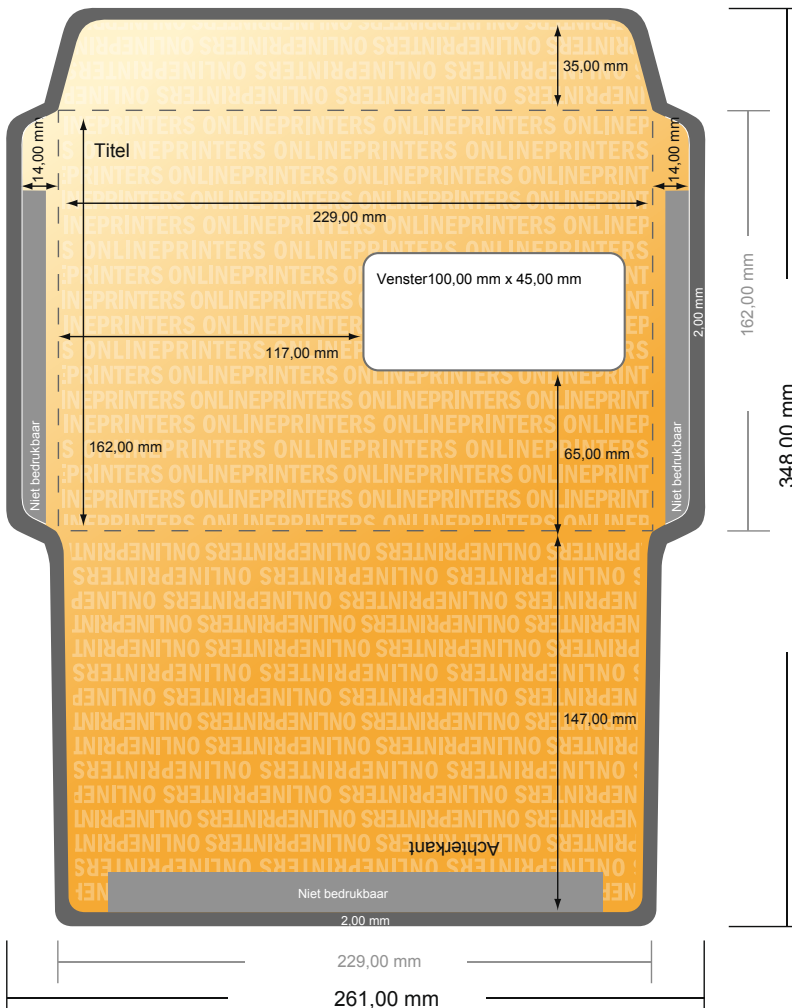 35,00 mm
14,00 mm
Titel
14,00 mm
229,00 mm
Venster100,00 mm x 45,00 mm
2,00 mm
162,00 mm
117,00 mm
348,00 mm
162,00 mm
65,00 mm
Niet bedrukbaar
Niet bedrukbaar
ONLINEPRINTERS ONLINEPRINTERS
147,00 mm
Achterkant
Niet bedrukbaar
2,00 mm
229,00 mm
261,00 mm